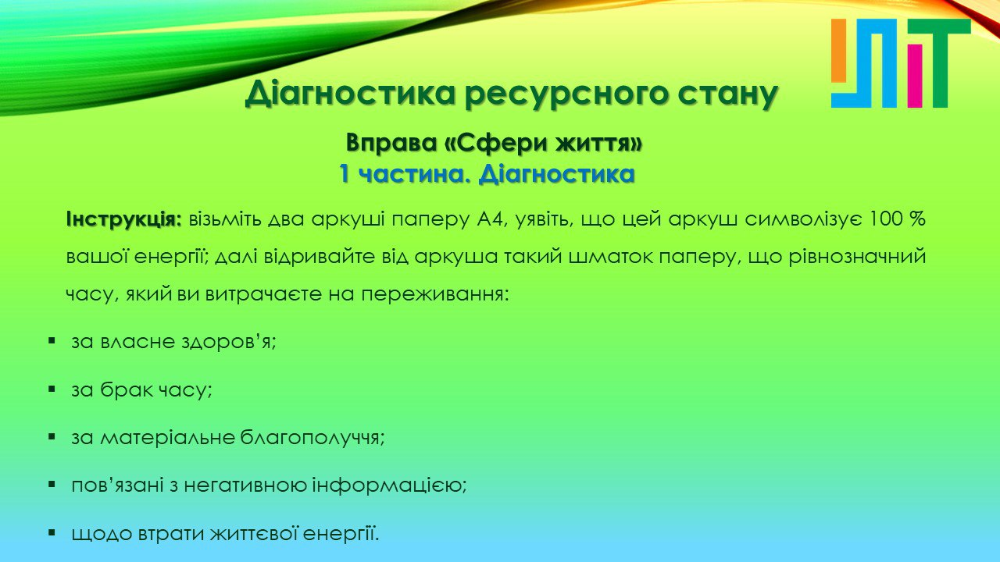 УЛІТ
Діагностика ресурсного стану
Вправа «Сфери життя»
1 частина. Діагностика
Інструкція: візьміть два аркуші паперу А4, уявіть, що цей аркуш символізує 100 %
вашої енергії; далі відривайте від аркуша такий шматок паперу, що рівнозначний
часу, який ви витрачаєте на переживання:
▪ за власне здоров’я;
▪ за брак часу;
▪ за матеріальне благополуччя;
▪ пов’язані з негативною інформацією;
▪ щодо втрати життєвої енергії.